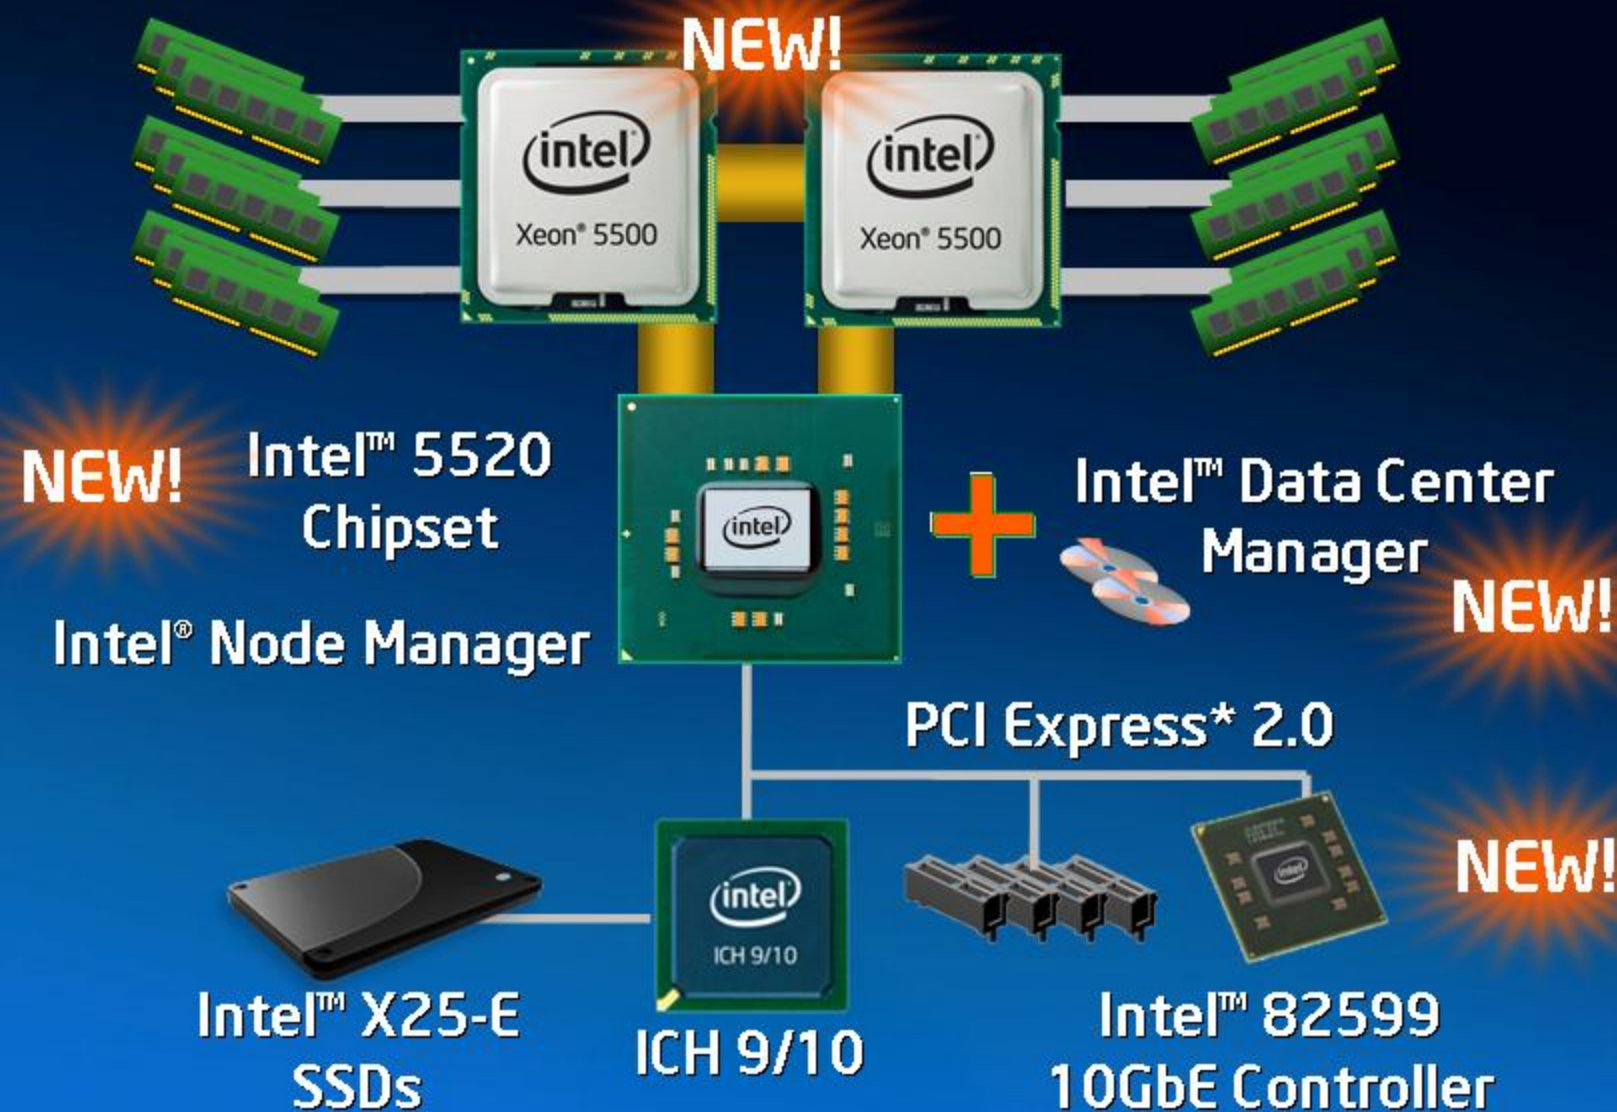 NEW!
intel®
Xeon® 5500
intel®
Xeon® 5500
NEW!
Intel™ 5520
Chipset
intel
Intel™ Data Center
Manager
NEW!
Intel® Node Manager
PCI Express* 2.0
intel®
ICH 9/10
intel
NEW!
Intel™ X25-E
SSDs
ICH 9/10
Intel™ 82599
10GbE Controller